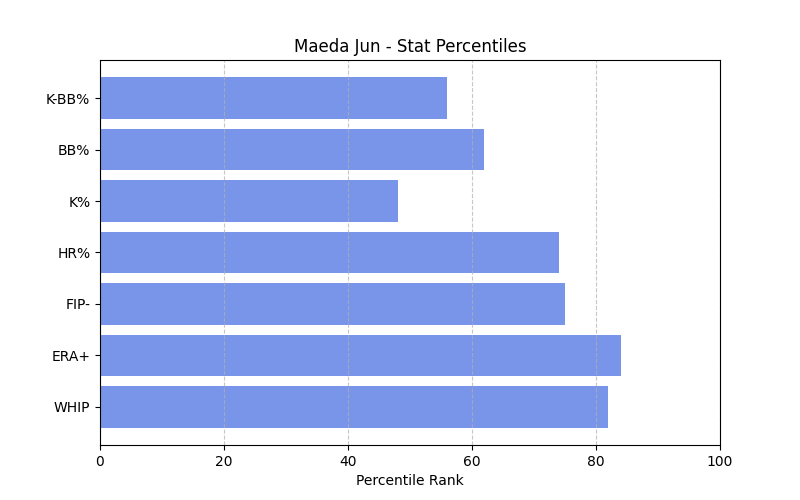 Maeda Jun - Stat Percentiles
K-BB%
BB%
K%
HR%
FIP-
ERA+
WHIP
0 20 40 60 80 100
Percentile Rank